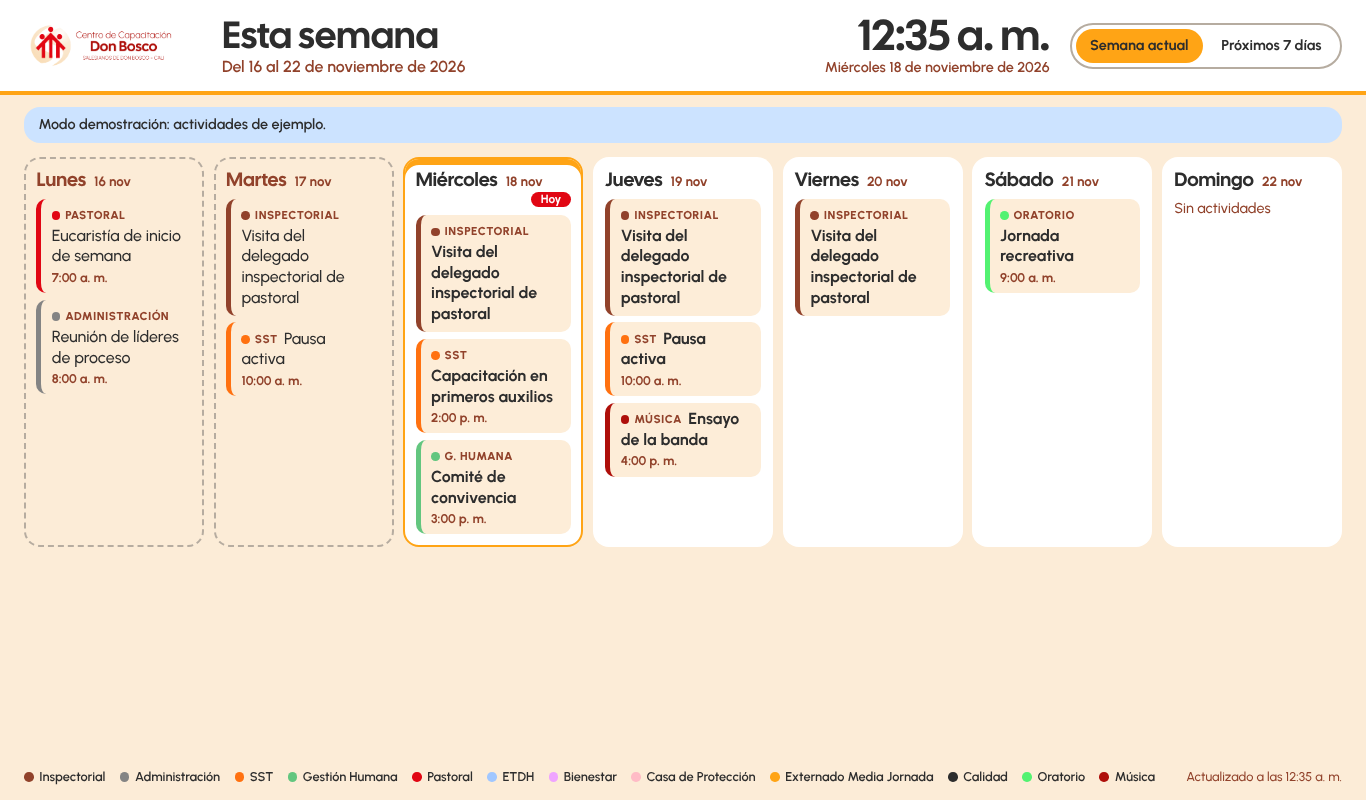 Centro de Capacitación
Don Bosco
SALESIANOS DE DON BOSCO - CALI
Esta semana
Del 16 al 22 de noviembre de 2026
12:35 a. m.
Miércoles 18 de noviembre de 2026
Semana actual
Próximos 7 días
Modo demostración: actividades de ejemplo.
Lunes 16 nov
PASTORAL
Eucaristía de inicio
de semana
7:00 a. m.
ADMINISTRACIÓN
Reunión de líderes
de proceso
8:00 a. m.
Martes 17 nov
INSPECTORIAL
Visita del
delegado
inspectorial de
pastoral
SST Pausa
activa
10:00 a. m.
Miércoles 18 nov
Hoy
INSPECTORIAL
Visita del
delegado
inspectorial de
pastoral
SST
Capacitación en
primeros auxilios
2:00 p. m.
G. HUMANA
Comité de
convivencia
3:00 p. m.
Jueves 19 nov
INSPECTORIAL
Visita del
delegado
inspectorial de
pastoral
SST Pausa
activa
10:00 a. m.
MÚSICA Ensayo
de la banda
4:00 p. m.
Viernes 20 nov
INSPECTORIAL
Visita del
delegado
inspectorial de
pastoral
Sábado 21 nov
ORATORIO
Jornada
recreativa
9:00 a. m.
Domingo 22 nov
Sin actividades
Inspectorial
Administración
SST
Gestión Humana
Pastoral
ETDH
Bienestar
Casa de Protección
Externado Media Jornada
Calidad
Oratorio
Música
Actualizado a las 12:35 a. m.